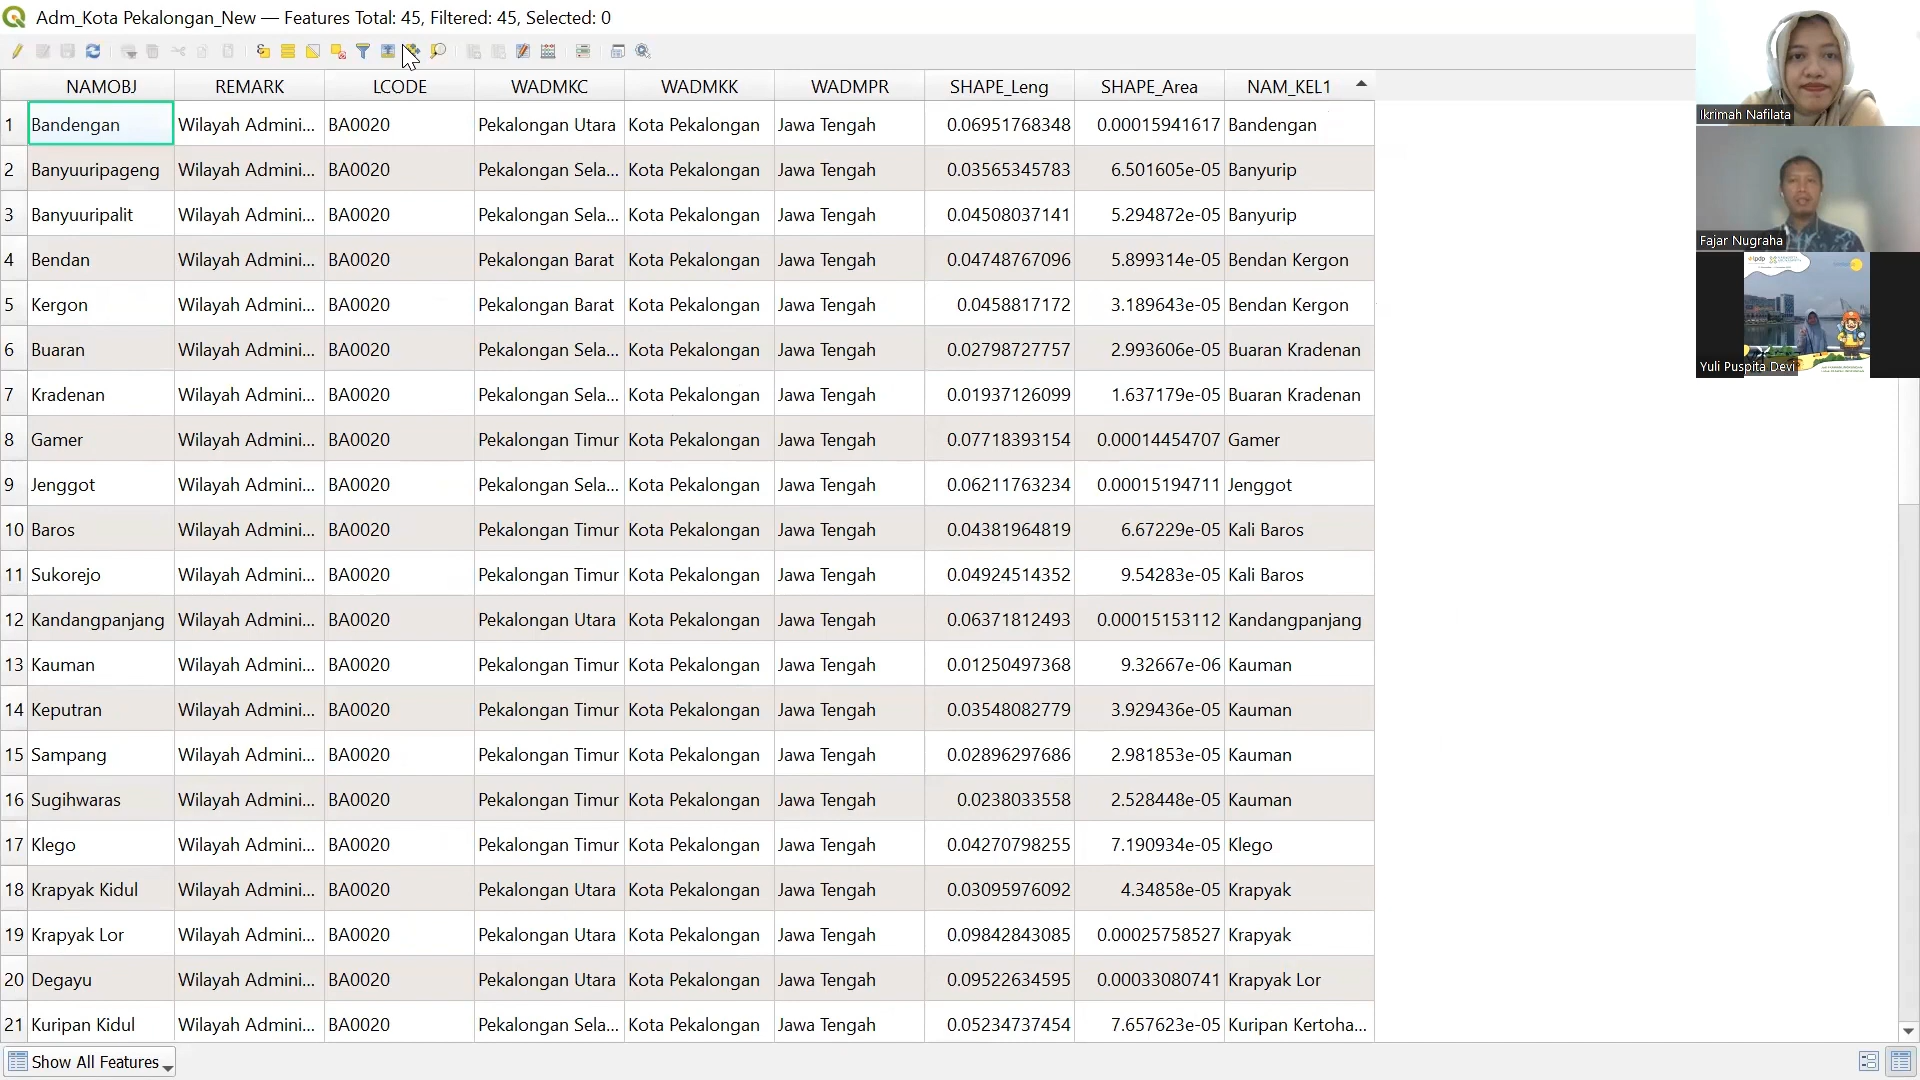 Adm_Kota Pekalongan_New — Features Total: 45, Filtered: 45, Selected: 0
NAMOBJ REMARK LCODE WADMKC WADMKK WADMPR SHAPE_Leng SHAPE_Area NAM_KEL1
1 Bandengan Wilayah Admini... BA0020 Pekalongan Utara Kota Pekalongan Jawa Tengah 0.06951768348 0.00015941617 Bandengan
2 Banyuuripageng Wilayah Admini... BA0020 Pekalongan Sela... Kota Pekalongan Jawa Tengah 0.03565345783 6.501605e-05 Banyurip
3 Banyuuripalit Wilayah Admini... BA0020 Pekalongan Sela... Kota Pekalongan Jawa Tengah 0.04508037141 5.294872e-05 Banyurip
4 Bendan Wilayah Admini... BA0020 Pekalongan Barat Kota Pekalongan Jawa Tengah 0.04748767096 5.899314e-05 Bendan Kergon
5 Kergon Wilayah Admini... BA0020 Pekalongan Barat Kota Pekalongan Jawa Tengah 0.0458817172 3.189643e-05 Bendan Kergon
6 Buaran Wilayah Admini... BA0020 Pekalongan Sela... Kota Pekalongan Jawa Tengah 0.02798727757 2.993606e-05 Buaran Kradenan
7 Kradenan Wilayah Admini... BA0020 Pekalongan Sela... Kota Pekalongan Jawa Tengah 0.01937126099 1.637179e-05 Buaran Kradenan
8 Gamer Wilayah Admini... BA0020 Pekalongan Timur Kota Pekalongan Jawa Tengah 0.07718393154 0.00014454707 Gamer
9 Jenggot Wilayah Admini... BA0020 Pekalongan Sela... Kota Pekalongan Jawa Tengah 0.06211763234 0.00015194711 Jenggot
10 Baros Wilayah Admini... BA0020 Pekalongan Timur Kota Pekalongan Jawa Tengah 0.04381964819 6.67229e-05 Kali Baros
11 Sukorejo Wilayah Admini... BA0020 Pekalongan Timur Kota Pekalongan Jawa Tengah 0.04924514352 9.54283e-05 Kali Baros
12 Kandangpanjang Wilayah Admini... BA0020 Pekalongan Utara Kota Pekalongan Jawa Tengah 0.06371812493 0.00015153112 Kandangpanjang
13 Kauman Wilayah Admini... BA0020 Pekalongan Timur Kota Pekalongan Jawa Tengah 0.01250497368 9.32667e-06 Kauman
14 Keputran Wilayah Admini... BA0020 Pekalongan Timur Kota Pekalongan Jawa Tengah 0.03548082779 3.929436e-05 Kauman
15 Sampang Wilayah Admini... BA0020 Pekalongan Timur Kota Pekalongan Jawa Tengah 0.02896297686 2.981853e-05 Kauman
16 Sugihwaras Wilayah Admini... BA0020 Pekalongan Timur Kota Pekalongan Jawa Tengah 0.0238033558 2.528448e-05 Kauman
17 Klego Wilayah Admini... BA0020 Pekalongan Timur Kota Pekalongan Jawa Tengah 0.04270798255 7.190934e-05 Klego
18 Krapyak Kidul Wilayah Admini... BA0020 Pekalongan Utara Kota Pekalongan Jawa Tengah 0.03095976092 4.34858e-05 Krapyak
19 Krapyak Lor Wilayah Admini... BA0020 Pekalongan Utara Kota Pekalongan Jawa Tengah 0.09842843085 0.00025758527 Krapyak
20 Degayu Wilayah Admini... BA0020 Pekalongan Utara Kota Pekalongan Jawa Tengah 0.09522634595 0.00033080741 Krapyak Lor
21 Kuripan Kidul Wilayah Admini... BA0020 Pekalongan Sela... Kota Pekalongan Jawa Tengah 0.05234737454 7.657623e-05 Kuripan Kertoha...
Show All Features
Ikrimah Nafilata
Fajar Nugraha
lpdp
Yuli Puspita Devi